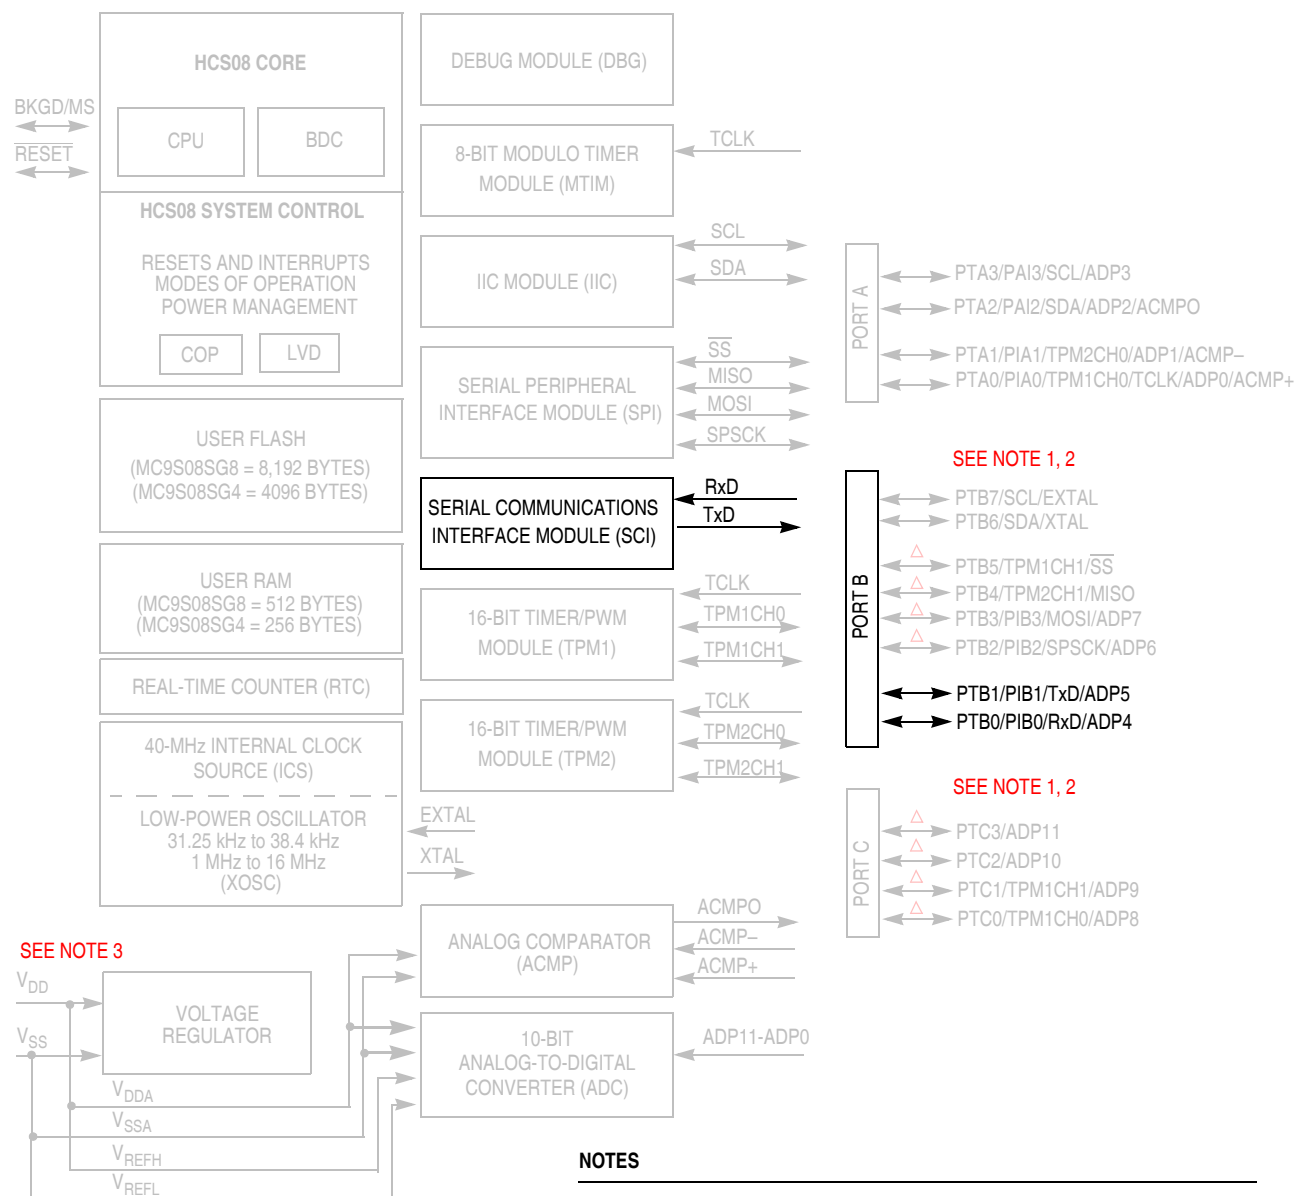 HCS08 CORE
BKGD/MS
RESET
CPU
BDC
HCS08 SYSTEM CONTROL
RESETS AND INTERRUPTS
MODES OF OPERATION
POWER MANAGEMENT
COP
LVD
USER FLASH
(MC9S08SG8 = 8,192 BYTES)
(MC9S08SG4 = 4096 BYTES)
USER RAM
(MC9S08SG8 = 512 BYTES)
(MC9S08SG4 = 256 BYTES)
REAL-TIME COUNTER (RTC)
40-MHz INTERNAL CLOCK
SOURCE (ICS)
LOW-POWER OSCILLATOR
31.25 kHz to 38.4 kHz
1 MHz to 16 MHz
(XOSC)
EXTAL
XTAL
SEE NOTE 3
VDD
VSS
VOLTAGE
REGULATOR
VDDA
VSSA
VREFH
VREFL
DEBUG MODULE (DBG)
8-BIT MODULO TIMER
MODULE (MTIM)
TCLK
IIC MODULE (IIC)
SCL
SDA
SERIAL PERIPHERAL
INTERFACE MODULE (SPI)
SS
MISO
MOSI
SPSCK
SERIAL COMMUNICATIONS
INTERFACE MODULE (SCI)
RxD
TxD
16-BIT TIMER/PWM
MODULE (TPM1)
TCLK
TPM1CH0
TPM1CH1
16-BIT TIMER/PWM
MODULE (TPM2)
TCLK
TPM2CH0
TPM2CH1
ANALOG COMPARATOR
(ACMP)
ACMPO
ACMP–
ACMP+
10-BIT
ANALOG-TO-DIGITAL
CONVERTER (ADC)
ADP11-ADP0
PORT A
PTA3/PAI3/SCL/ADP3
PTA2/PAI2/SDA/ADP2/ACMPO
PTA1/PIA1/TPM2CH0/ADP1/ACMP–
PTA0/PIA0/TPM1CH0/TCLK/ADP0/ACMP+
SEE NOTE 1, 2
PORT B
PTB7/SCL/EXTAL
PTB6/SDA/XTAL
PTB5/TPM1CH1/SS
PTB4/TPM2CH1/MISO
PTB3/PIB3/MOSI/ADP7
PTB2/PIB2/SPSCK/ADP6
PTB1/PIB1/TxD/ADP5
PTB0/PIB0/RxD/ADP4
SEE NOTE 1, 2
PORT C
PTC3/ADP11
PTC2/ADP10
PTC1/TPM1CH1/ADP9
PTC0/TPM1CH0/ADP8
NOTES